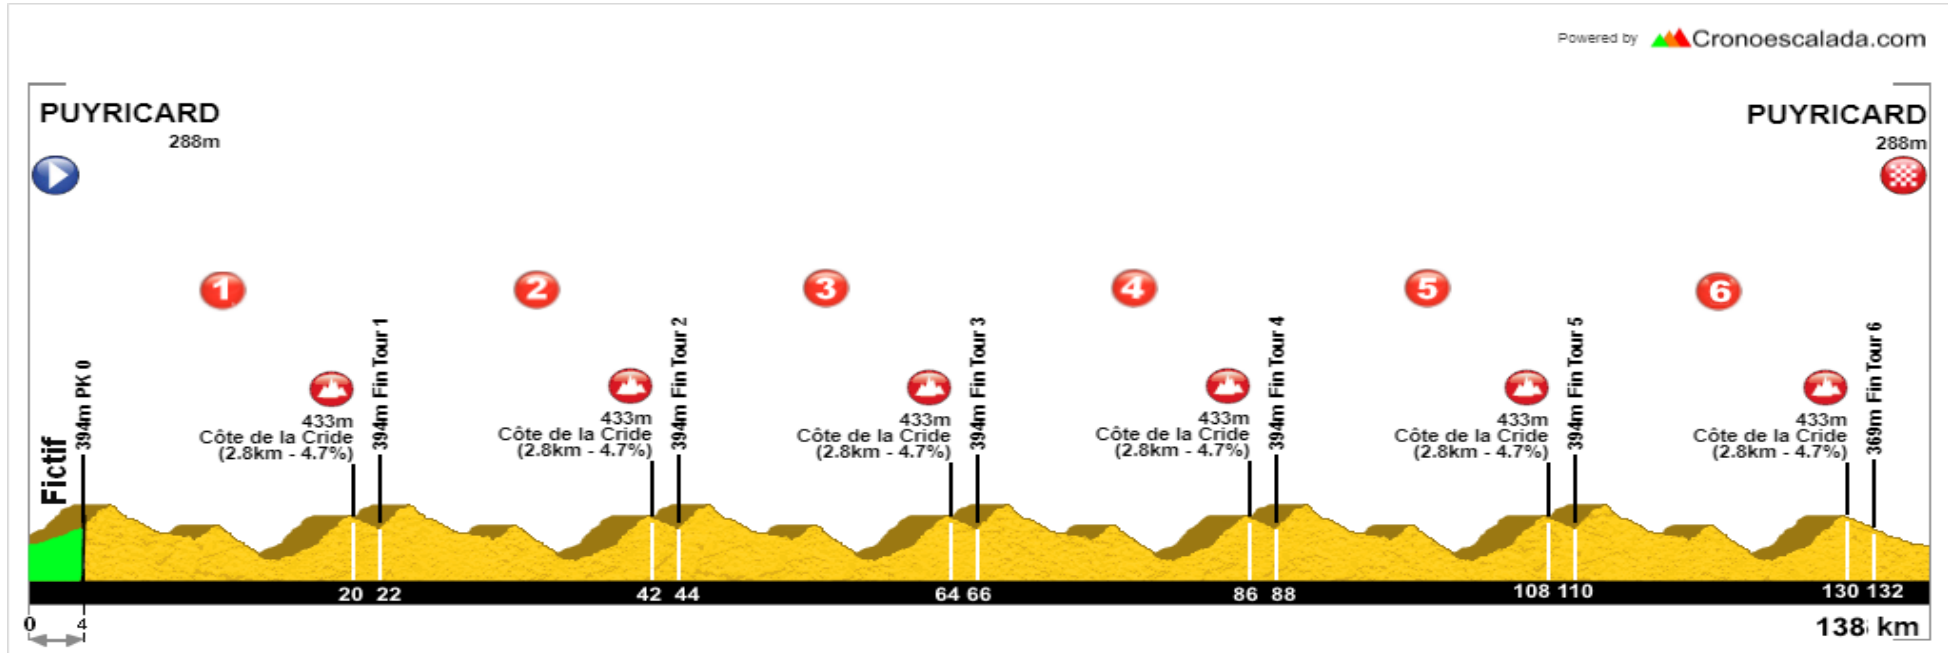 Powered by Cronoescalada.com
PUYRICARD
288m
PUYRICARD
288m
1
2
3
4
5
6
Fictif
394m PK 0
433m
Côte de la Cride
(2.8km - 4.7%)
394m Fin Tour 1
433m
Côte de la Cride
(2.8km - 4.7%)
394m Fin Tour 2
433m
Côte de la Cride
(2.8km - 4.7%)
394m Fin Tour 3
433m
Côte de la Cride
(2.8km - 4.7%)
394m Fin Tour 4
433m
Côte de la Cride
(2.8km - 4.7%)
394m Fin Tour 5
433m
Côte de la Cride
(2.8km - 4.7%)
369m Fin Tour 6
20 22 42 44 64 66 86 88 108 110 130 132
0 4 138 km